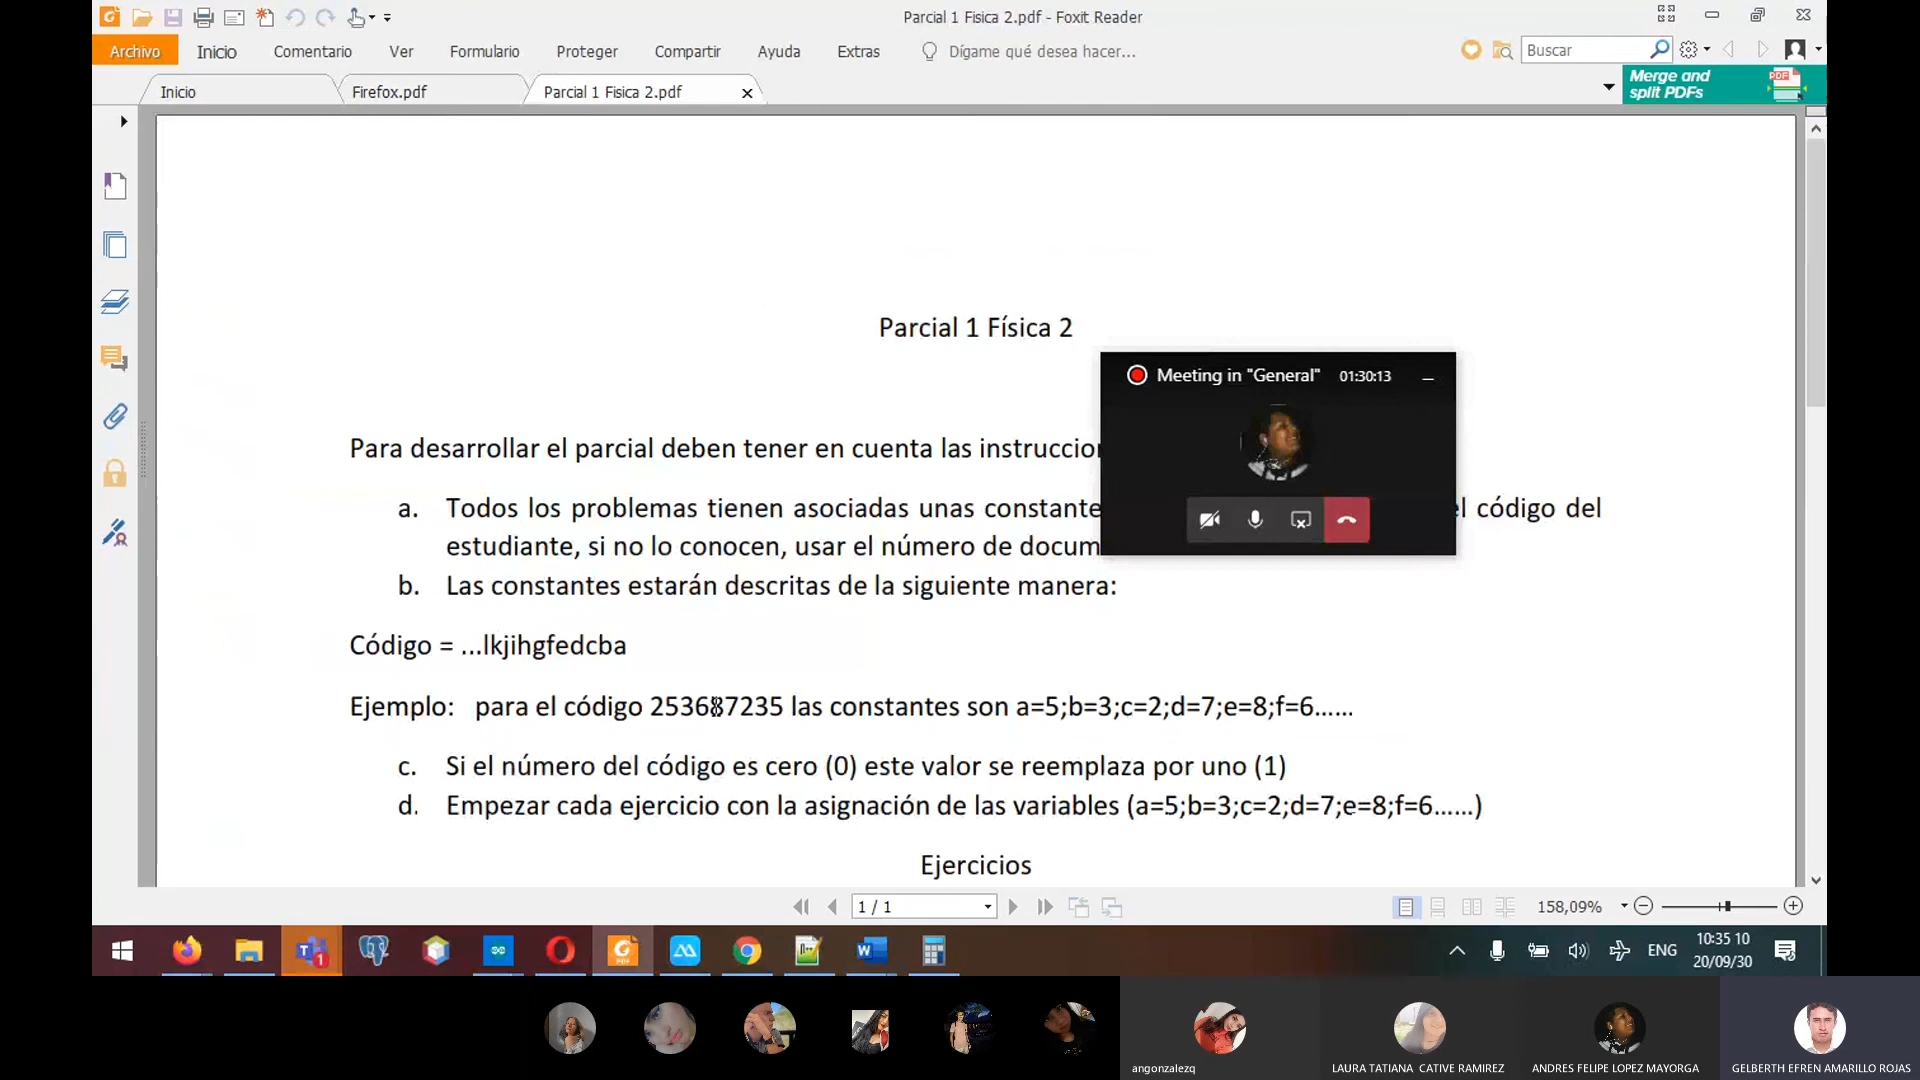 Parcial 1 Fisica 2.pdf - Foxit Reader
Archivo Inicio Comentario Ver Formulario Proteger Compartir Ayuda Extras Dígame qué desea hacer... Buscar
Inicio Firefox.pdf Parcial 1 Fisica 2.pdf
Merge and
split PDFs
PDF
Parcial 1 Física 2
Meeting in "General" 01:30:13
Para desarrollar el parcial deben tener en cuenta las instruccion
a. Todos los problemas tienen asociadas unas constante el código del
estudiante, si no lo conocen, usar el número de docum
b. Las constantes estarán descritas de la siguiente manera:
Código = ...lkjihgfedcba
Ejemplo: para el código 253687235 las constantes son a=5;b=3;c=2;d=7;e=8;f=6......
c. Si el número del código es cero (0) este valor se reemplaza por uno (1)
d. Empezar cada ejercicio con la asignación de las variables (a=5;b=3;c=2;d=7;e=8;f=6......)
Ejercicios
1 / 1
158,09%
ENG
10:35 10
20/09/30
angonzalezq
LAURA TATIANA CATIVE RAMIREZ
ANDRES FELIPE LOPEZ MAYORGA
GELBERTH EFREN AMARILLO ROJAS